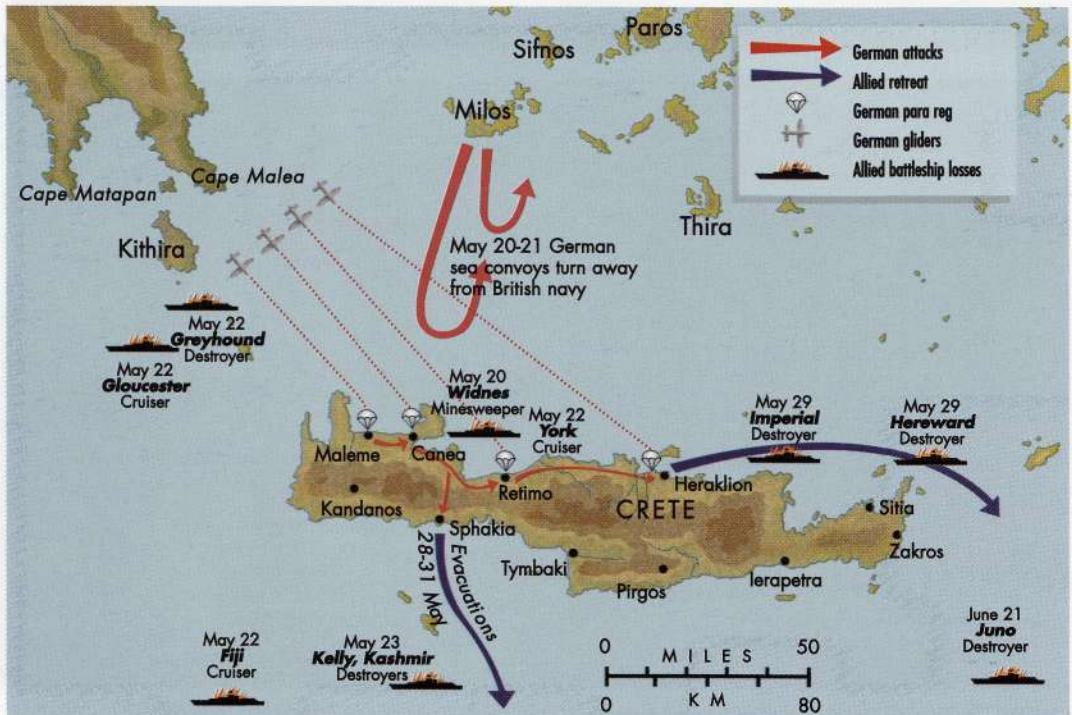 Paros
Sifnos
German attacks
Allied retreat
Milos
German para reg
German gliders
Allied battleship losses
Cape Malea
Cape Matapan
Thira
Kithira
May 20-21 German
sea convoys turn away
from British navy
May 22
Greyhound
Destroyer
May 22
Gloucester
Cruiser
May 20
Widnes
Minesweeper
May 22
York
Cruiser
May 29
Imperial
Destroyer
May 29
Hereward
Destroyer
Maleme
Canea
Retimo
Heraklion
Kandanos
CRETE
Sphakia
Sitia
Zakros
Tymbaki
Pirgos
Ierapetra
Evacuations
28-31 May
May 22
Fiji
Cruiser
May 23
Kelly, Kashmir
Destroyers
0 50
MILES
KM
0 80
June 21
Juno
Destroyer